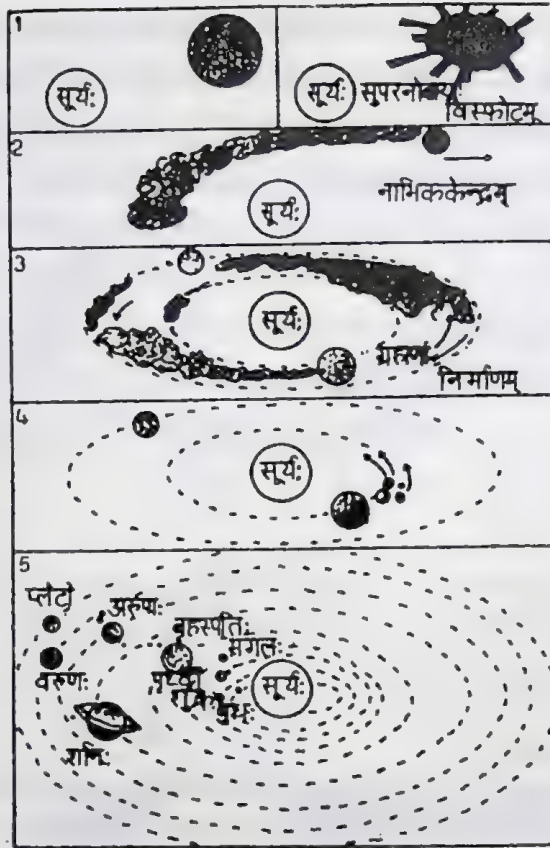 1
सूर्यः
सूर्यः सुपरनोवायः
विस्फोटम्
2
सूर्यः
नाभिककेन्द्रम्
3
सूर्यः
ग्रहाणां
निर्माणम्
4
सूर्यः
5
प्लेटो
अरुणः
वरुणः
बृहस्पतिः
मंगलः
पृथ्वी
बुधः
सूर्यः
शनिः